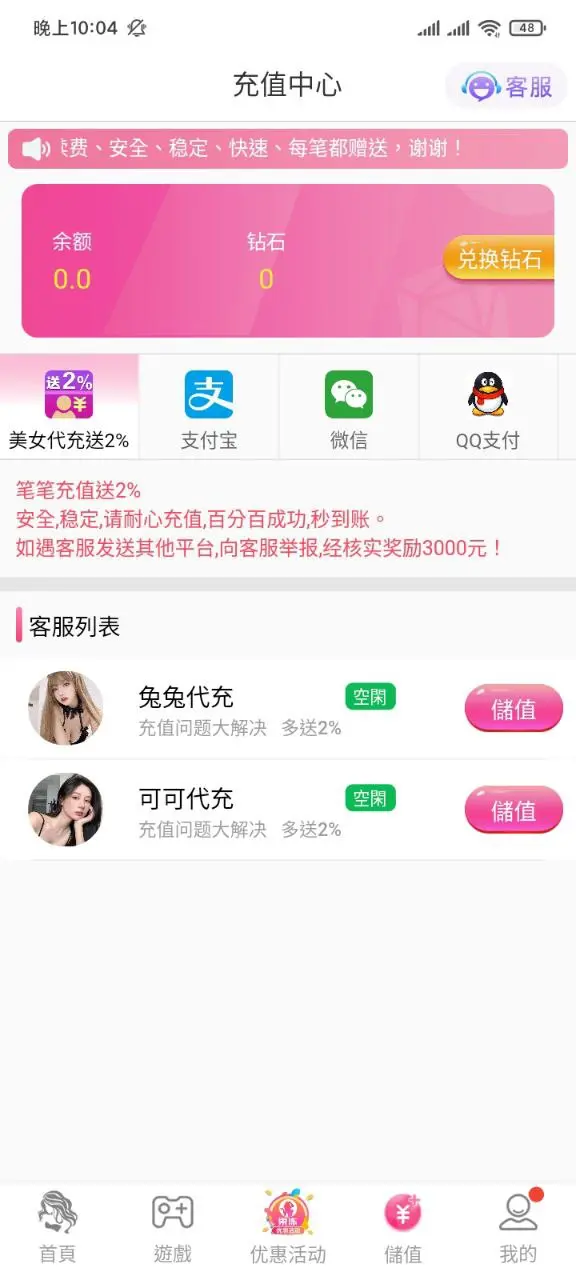 晚上10:04
48
充值中心
客服
费、安全、稳定、快速、每笔都赠送，谢谢！
余额
钻石
0.0
0
兑换钻石
送2%
美女代充送2%
支付宝
微信
QQ支付
笔笔充值送2%
安全,稳定,请耐心充值,百分百成功,秒到账。
如遇客服发送其他平台,向客服举报,经核实奖励3000元！
客服列表
兔兔代充
空閑
充值问题大解决 多送2%
儲值
可可代充
空閑
充值问题大解决 多送2%
儲值
首頁
遊戲
优惠活动
儲值
我的